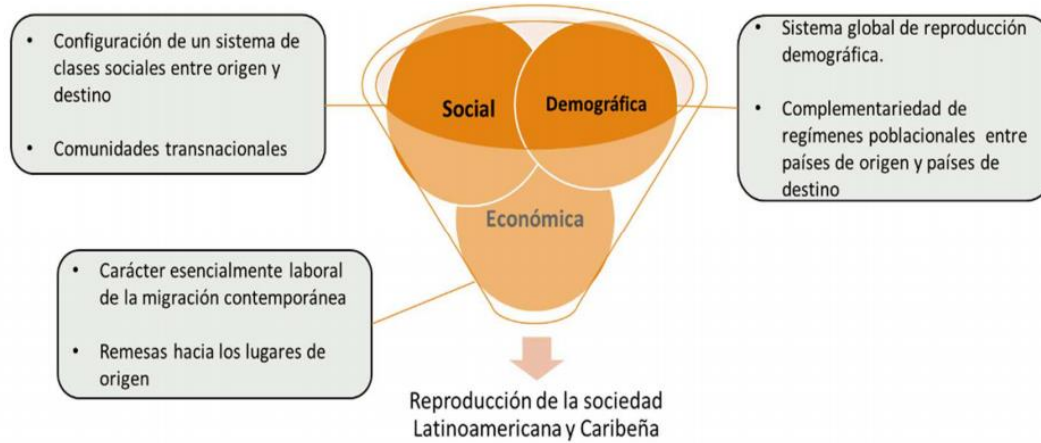 • Configuración de un sistema de
clases sociales entre origen y
destino
• Comunidades transnacionales
Social
Demográfica
Económica
• Sistema global de reproducción
demográfica.
• Complementariedad de
regímenes poblacionales entre
países de origen y países de
destino
• Carácter esencialmente laboral
de la migración contemporánea
• Remesas hacia los lugares de
origen
Reproducción de la sociedad
Latinoamericana y Caribeña